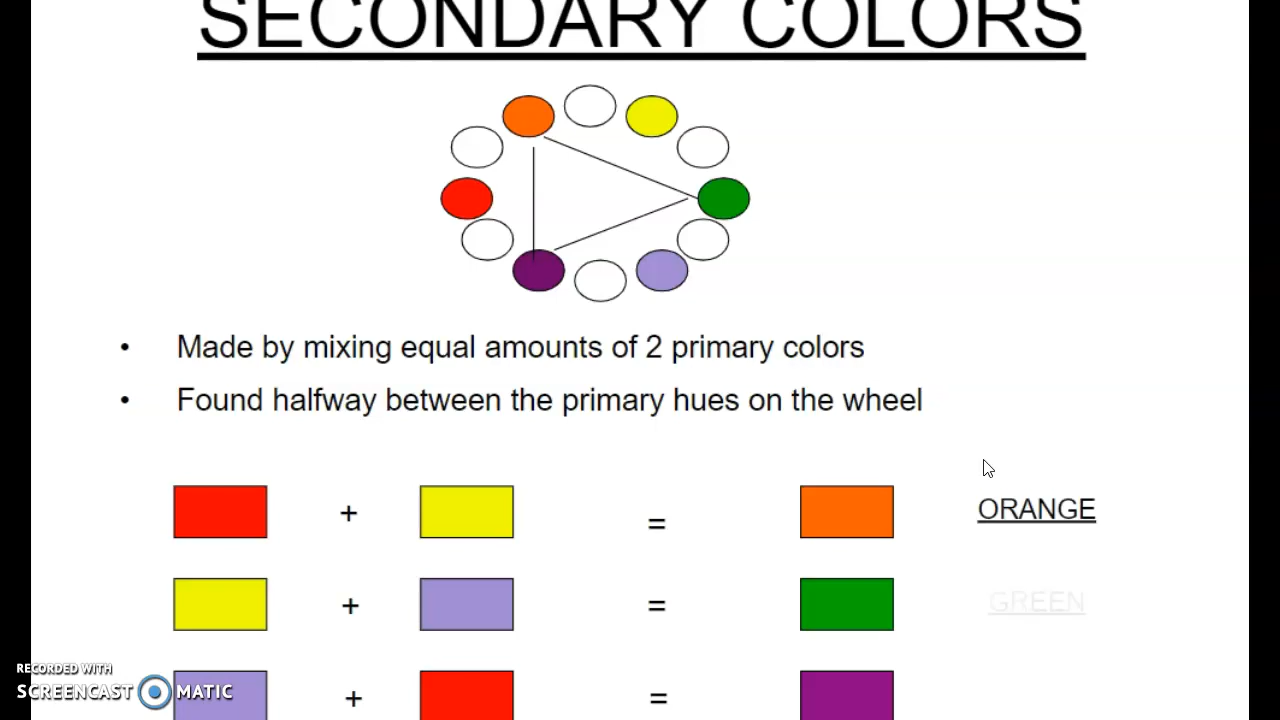 SECONDARY COLORS
• Made by mixing equal amounts of 2 primary colors
• Found halfway between the primary hues on the wheel
+ = ORANGE
+ = GREEN
+ =
RECORDED WITH
SCREENCAST MATIC